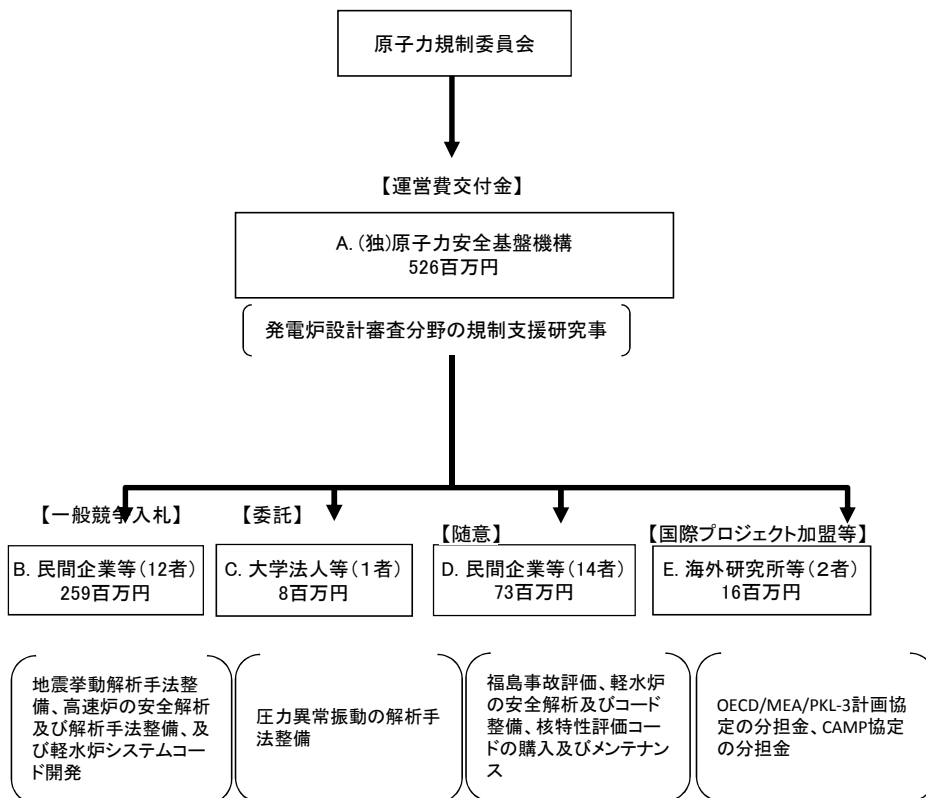 原子力規制委員会
【運営費交付金】
A. (独)原子力安全基盤機構
526百万円
発電炉設計審査分野の規制支援研究事
【一般競争入札】
【委託】
【随意】
【国際プロジェクト加盟等】
B. 民間企業等(12者)
259百万円
C. 大学法人等(1者)
8百万円
D. 民間企業等(14者)
73百万円
E. 海外研究所等(2者)
16百万円
地震挙動解析手法整
備、高速炉の安全解析
及び解析手法整備、及
び軽水炉システムコー
ド開発
圧力異常振動の解析手
法整備
福島事故評価、軽水炉
の安全解析及びコード
整備、核特性評価コー
ドの購入及びメンテナン
ス
OECD/MEA/PKL-3計画協
定の分担金、CAMP協定
の分担金